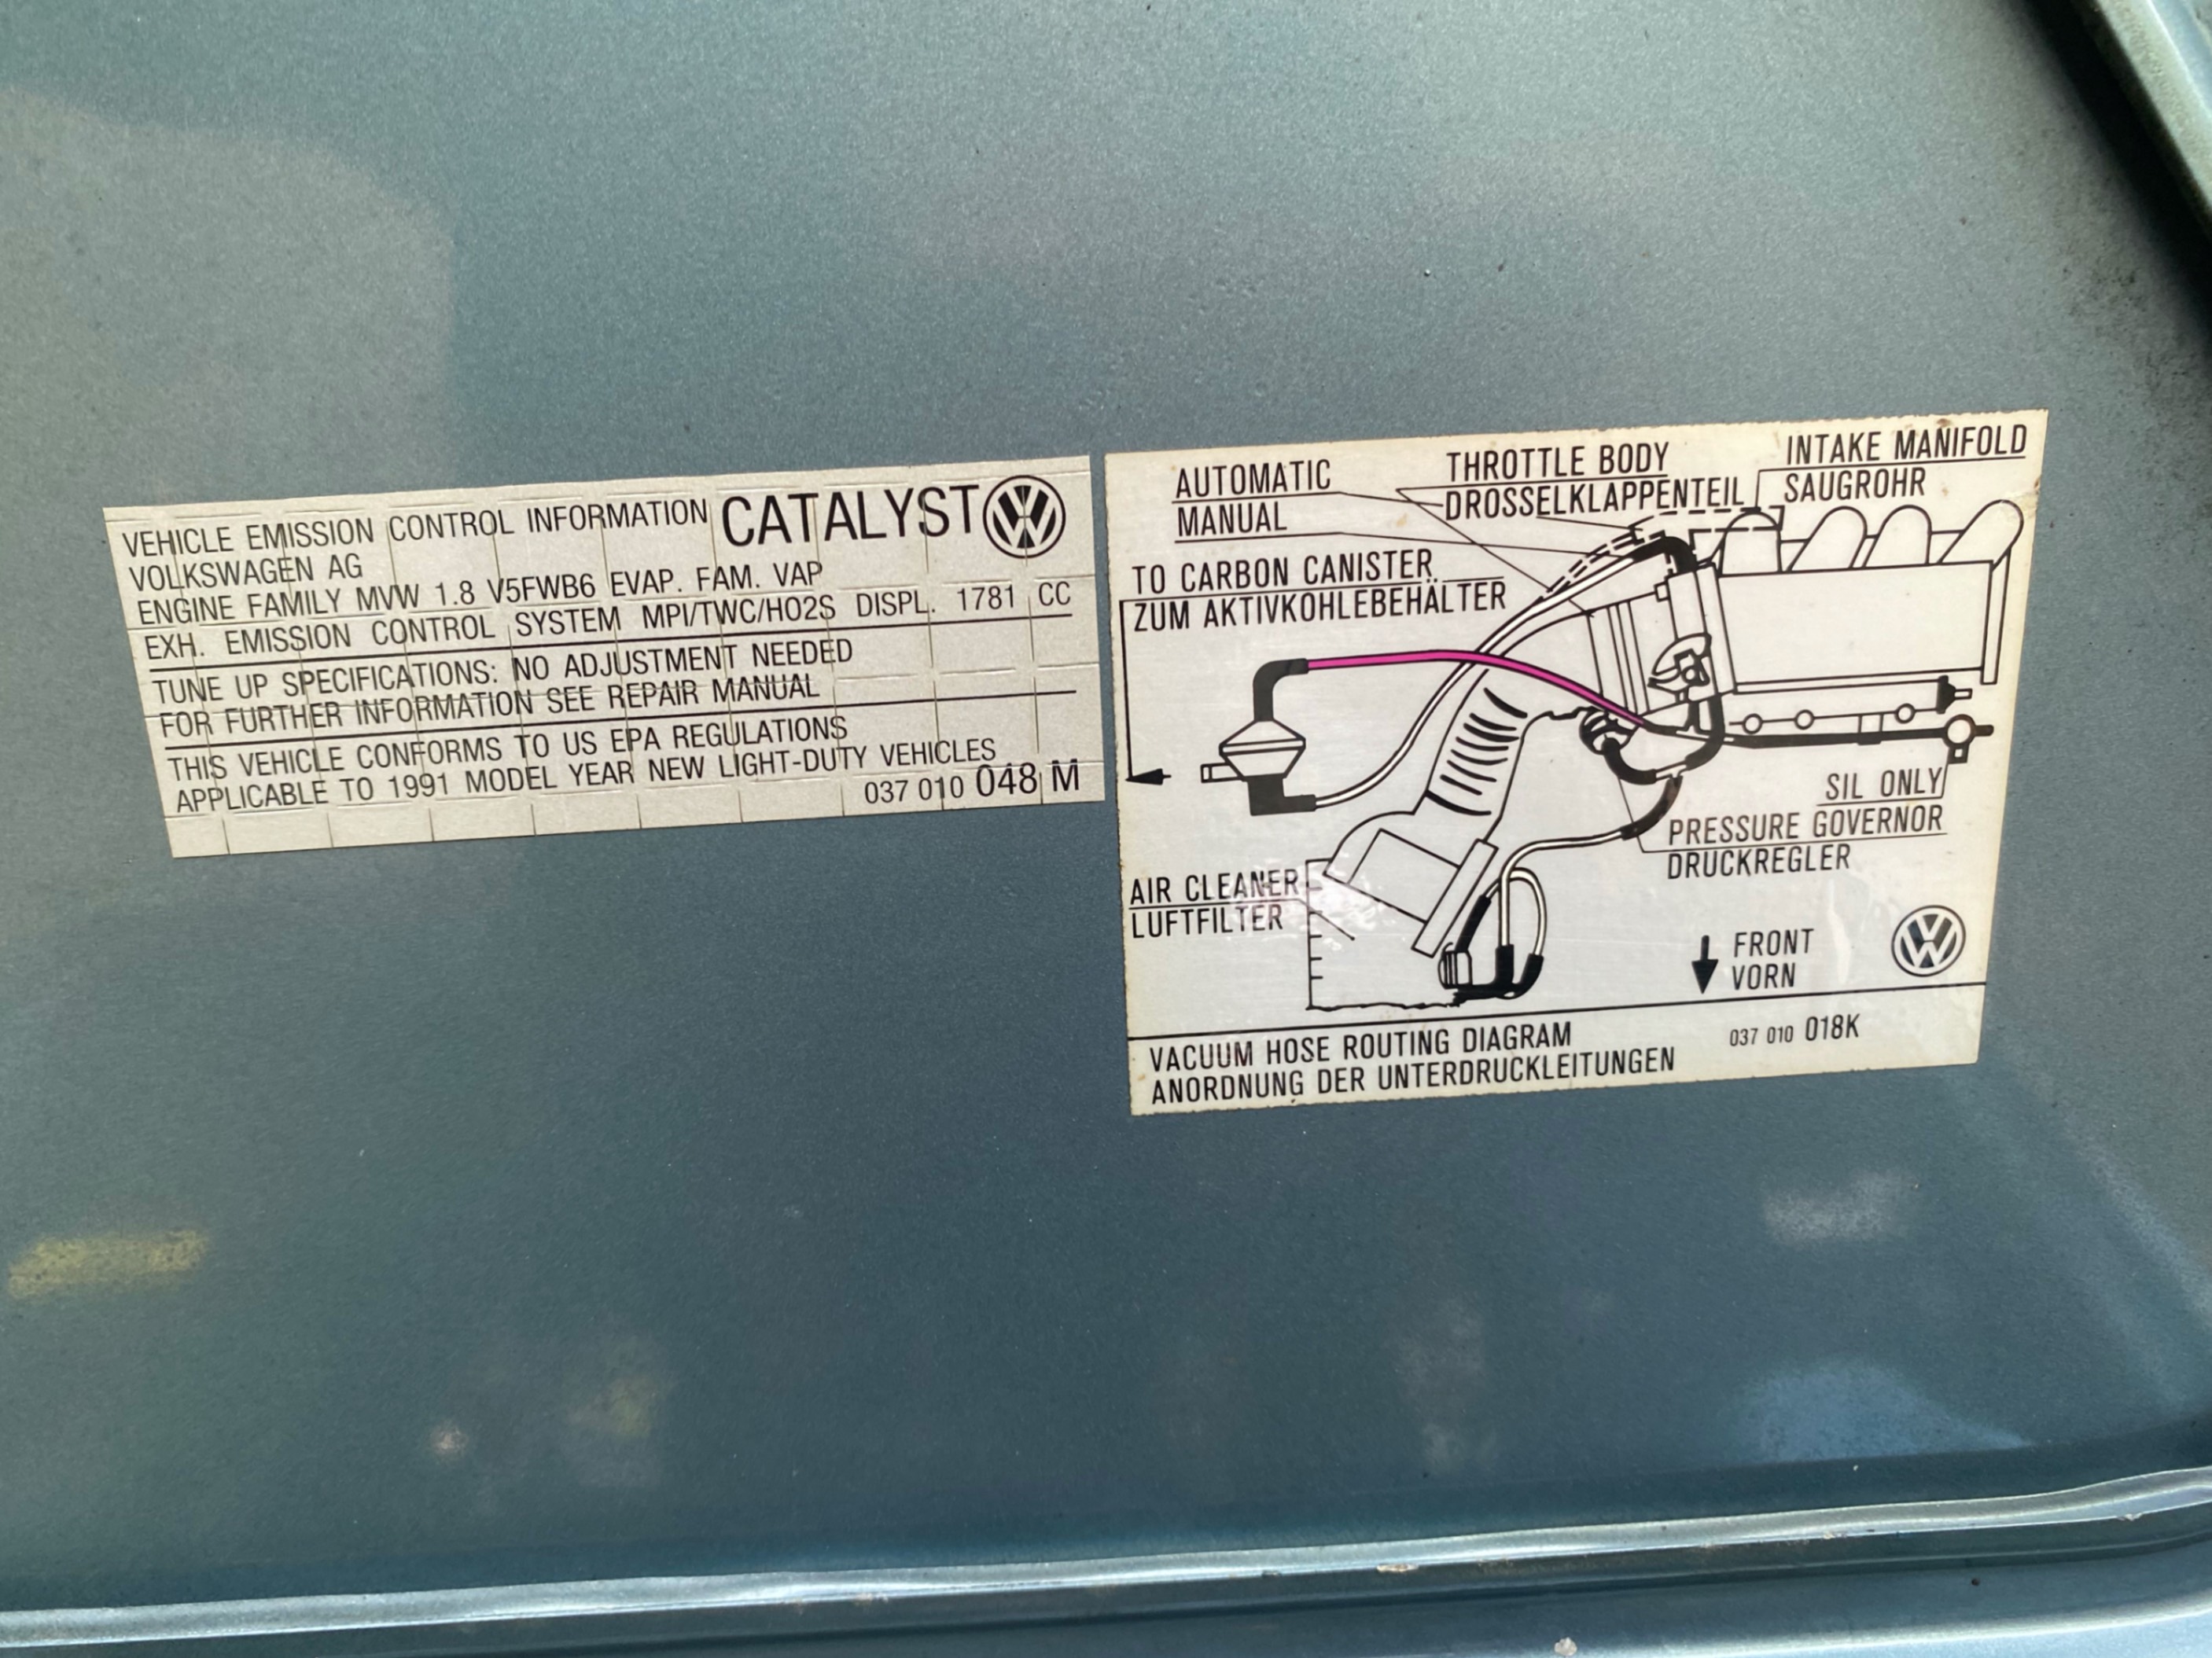 VEHICLE EMISSION CONTROL INFORMATION CATALYST
VOLKSWAGEN AG
ENGINE FAMILY MVW 1.8 V5FWB6 EVAP. FAM. VAP
EXH. EMISSION CONTROL SYSTEM MPI/TWC/HO2S DISPL. 1781 CC
TUNE UP SPECIFICATIONS: NO ADJUSTMENT NEEDED
FOR FURTHER INFORMATION SEE REPAIR MANUAL
THIS VEHICLE CONFORMS TO US EPA REGULATIONS
APPLICABLE TO 1991 MODEL YEAR NEW LIGHT-DUTY VEHICLES
037 010 048 M
AUTOMATIC
MANUAL
THROTTLE BODY
DROSSELKLAPPENTEIL
INTAKE MANIFOLD
SAUGROHR
TO CARBON CANISTER
ZUM AKTIVKOHLEBEHÄLTER
SIL ONLY
PRESSURE GOVERNOR
DRUCKREGLER
AIR CLEANER
LUFTFILTER
FRONT
VORN
VACUUM HOSE ROUTING DIAGRAM
ANORDNUNG DER UNTERDRUCKLEITUNGEN
037 010 018K